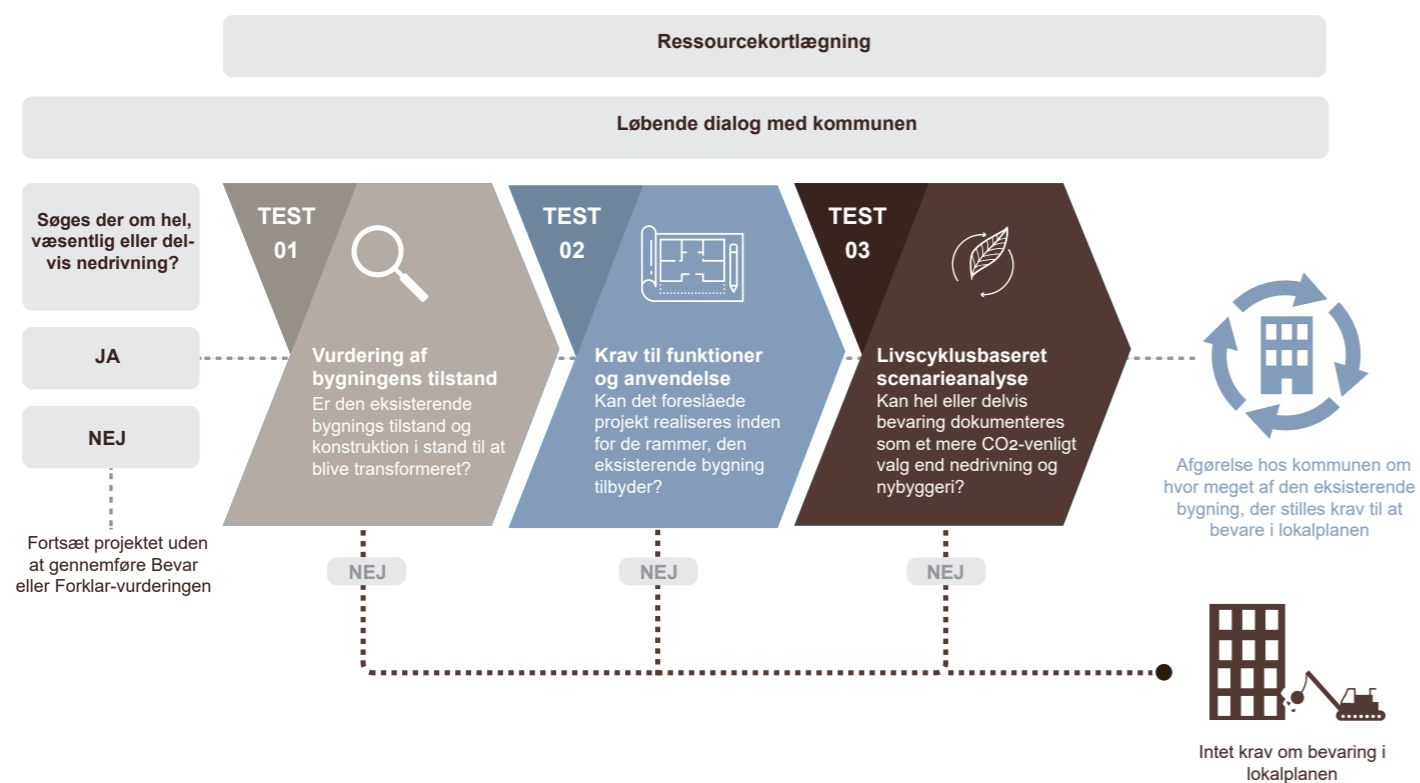 Ressourcekortlægning
Løbende dialog med kommunen
Søges der om hel,
væsentlig eller del-
vis nedrivning?
JA
NEJ
Fortsæt projektet uden
at gennemføre Bevar
eller Forklar-vurderingen
TEST
01
Vurdering af
bygningens tilstand
Er den eksisterende
bygnings tilstand og
konstruktion i stand til at
blive transformeret?
NEJ
TEST
02
Krav til funktioner
og anvendelse
Kan det foreslåede
projekt realiseres inden
for de rammer, den
eksisterende bygning
tilbyder?
NEJ
TEST
03
Livscyklusbaseret
scenarieanalyse
Kan hel eller delvis
bevaring dokumenteres
som et mere CO2-venligt
valg end nedrivning og
nybyggeri?
NEJ
Afgørelse hos kommunen om
hvor meget af den eksisterende
bygning, der stilles krav til at
bevare i lokalplanen
Intet krav om bevaring i
lokalplanen